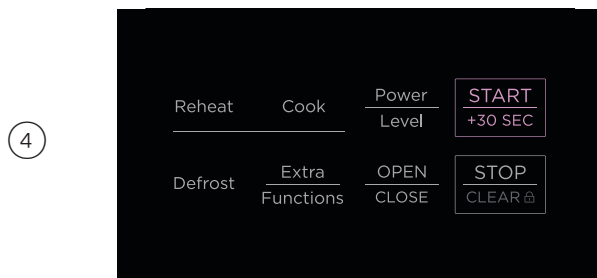 4
Reheat Cook Power Level START +30 SEC
Defrost Extra Functions OPEN CLOSE STOP CLEAR